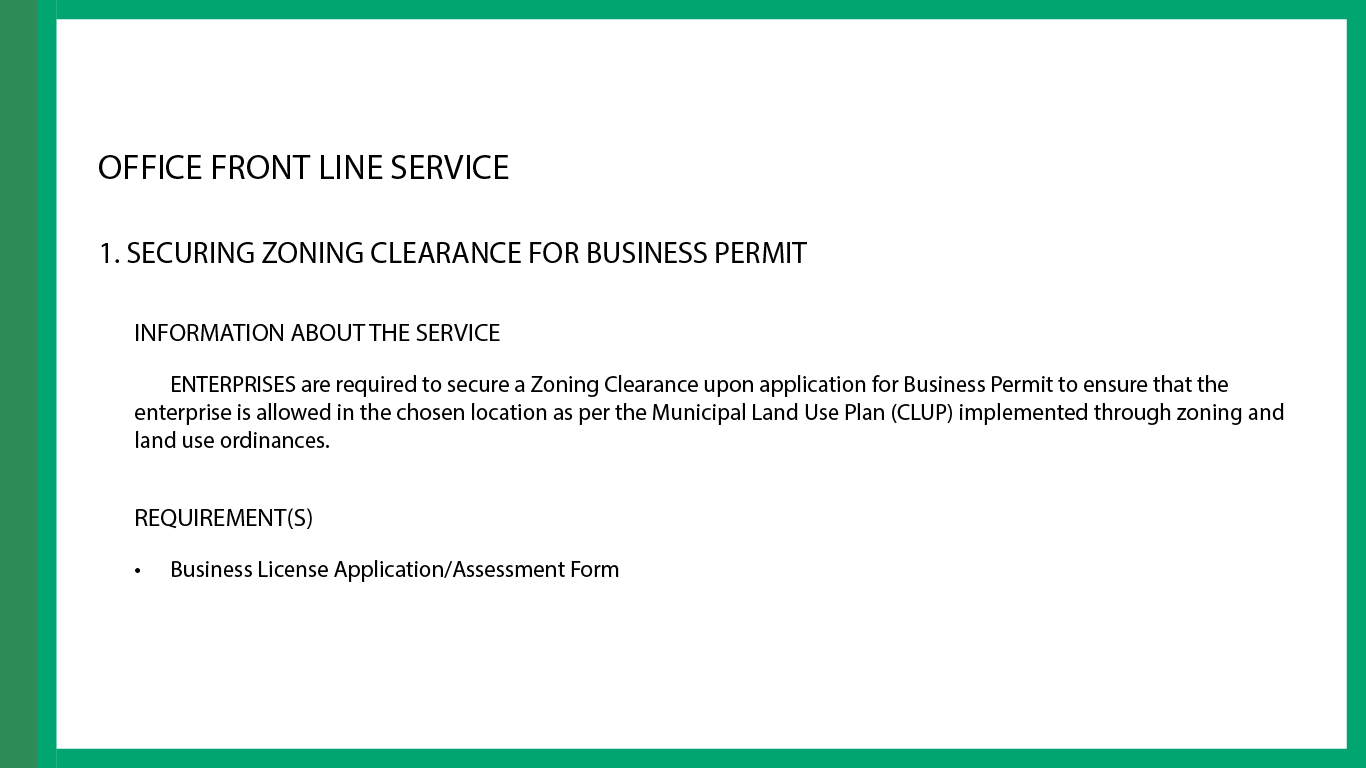 OFFICE FRONT LINE SERVICE
1. SECURING ZONING CLEARANCE FOR BUSINESS PERMIT
INFORMATION ABOUT THE SERVICE
ENTERPRISES are required to secure a Zoning Clearance upon application for Business Permit to ensure that the
enterprise is allowed in the chosen location as per the Municipal Land Use Plan (CLUP) implemented through zoning and
land use ordinances.
REQUIREMENT(S)
• Business License Application/Assessment Form